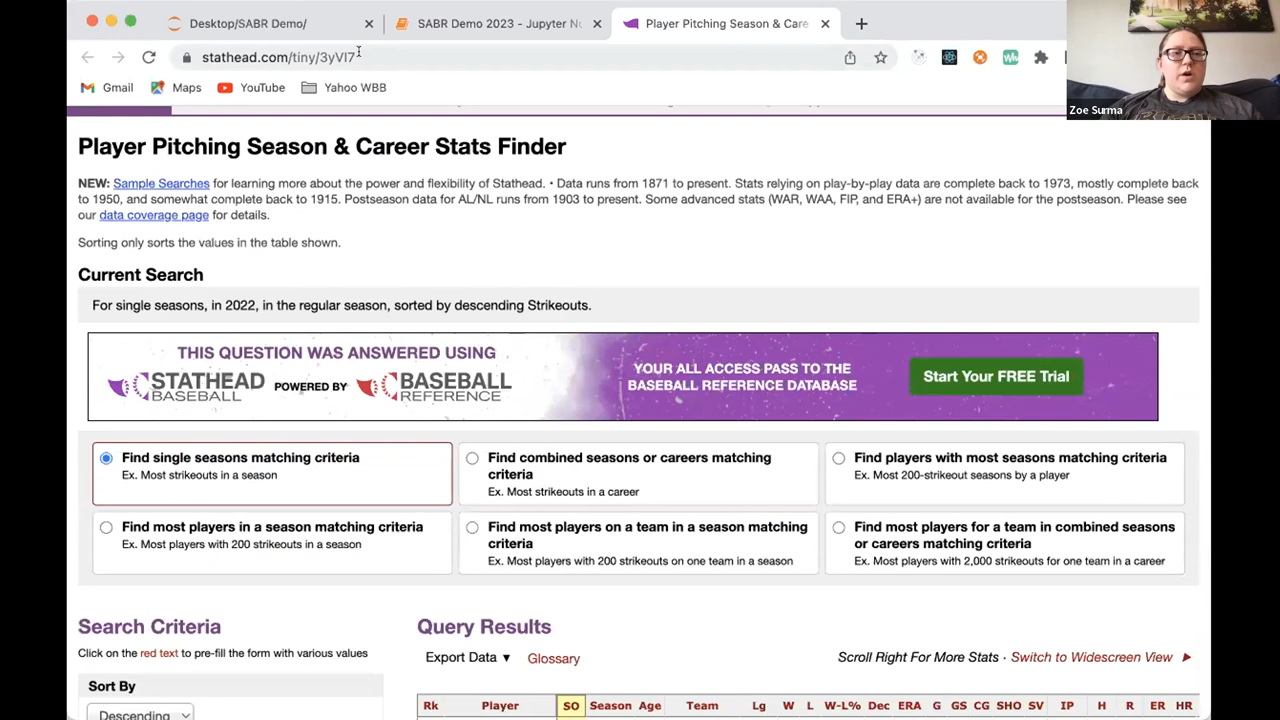 Desktop/SABR Demo/
SABR Demo 2023 - Jupyter No
Player Pitching Season & Caree
stathead.com/tiny/3yVI7
Gmail
Maps
YouTube
Yahoo WBB
Zoe Surma
Player Pitching Season & Career Stats Finder
NEW: Sample Searches for learning more about the power and flexibility of Stathead. • Data runs from 1871 to present. Stats relying on play-by-play data are complete back to 1973, mostly complete back
to 1950, and somewhat complete back to 1915. Postseason data for AL/NL runs from 1903 to present. Some advanced stats (WAR, WAA, FIP, and ERA+) are not available for the postseason. Please see
our data coverage page for details.
Sorting only sorts the values in the table shown.
Current Search
For single seasons, in 2022, in the regular season, sorted by descending Strikeouts.
THIS QUESTION WAS ANSWERED USING
STATHEAD BASEBALL POWERED BY BASEBALL REFERENCE
YOUR ALL ACCESS PASS TO THE
BASEBALL REFERENCE DATABASE
Start Your FREE Trial
Find single seasons matching criteria
Ex. Most strikeouts in a season
Find combined seasons or careers matching
criteria
Ex. Most strikeouts in a career
Find players with most seasons matching criteria
Ex. Most 200-strikeout seasons by a player
Find most players in a season matching criteria
Ex. Most players with 200 strikeouts in a season
Find most players on a team in a season matching
criteria
Ex. Most players with 200 strikeouts on one team in a season
Find most players for a team in combined seasons
or careers matching criteria
Ex. Most players with 2,000 strikeouts for one team in a career
Search Criteria
Click on the red text to pre-fill the form with various values
Sort By
Descending
Query Results
Export Data ▼ Glossary
Scroll Right For More Stats · Switch to Widescreen View ▶
Rk Player SO Season Age Team Lg W L W-L% Dec ERA G GS CG SHO SV IP H R ER HR